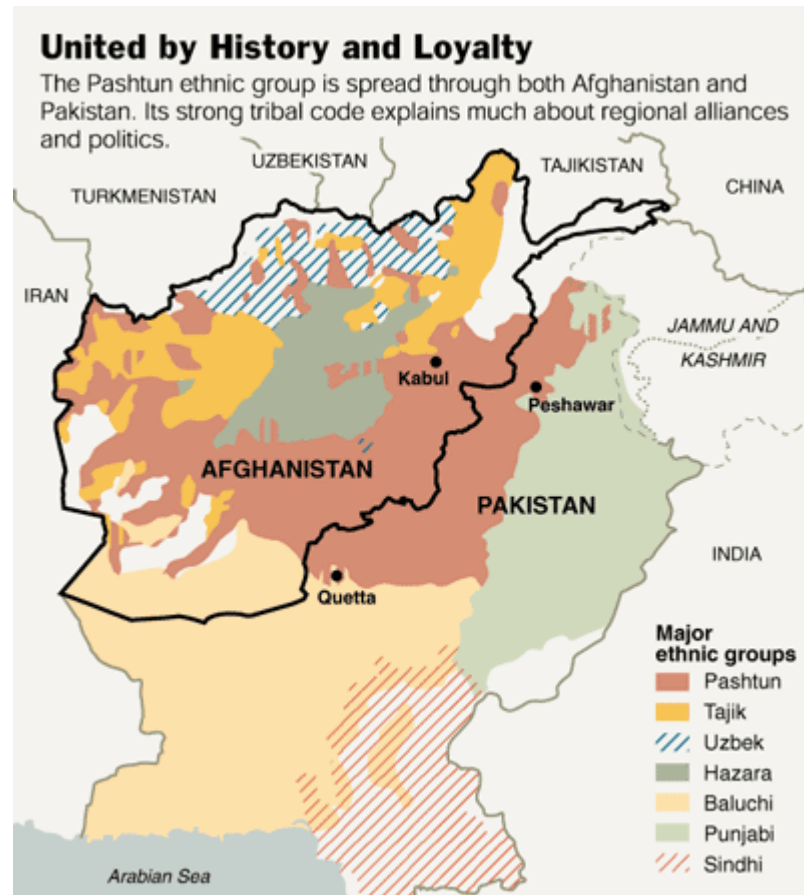 United by History and Loyalty
The Pashtun ethnic group is spread through both Afghanistan and
Pakistan. Its strong tribal code explains much about regional alliances
and politics.
UZBEKISTAN
TAJIKISTAN
TURKMENISTAN
CHINA
IRAN
JAMMU AND
KASHMIR
Kabul
Peshawar
AFGHANISTAN
PAKISTAN
INDIA
Quetta
Major
ethnic groups
Pashtun
Tajik
Uzbek
Hazara
Baluchi
Punjabi
Sindhi
Arabian Sea